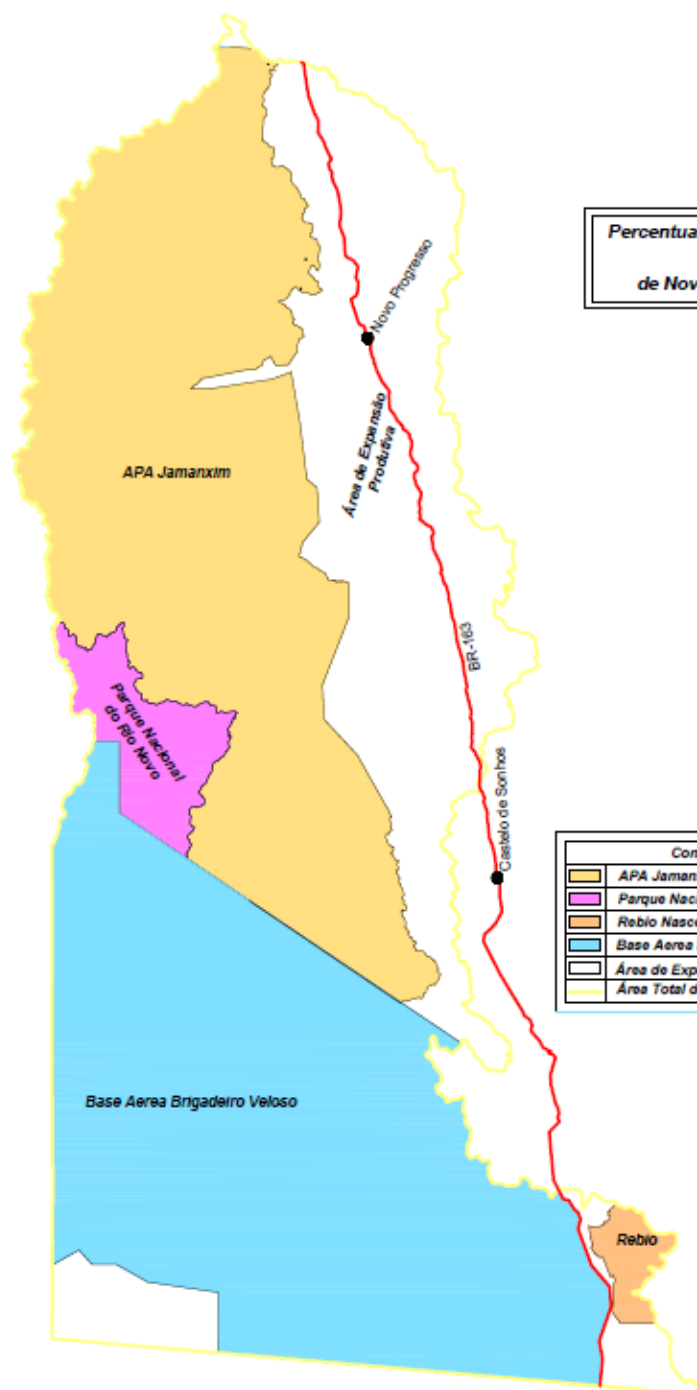 Percentua
de Nov
Novo Progresso
Área de Expansão
Produtiva
APA Jamanxim
BR-163
Parque Nacional
do Rio Novo
Castelo de Sonhos
Con
APA Jaman
Parque Naci
Rebio Nasce
Base Aerea
Área de Exp
Área Total d
Base Aerea Brigadeiro Veloso
Rebio